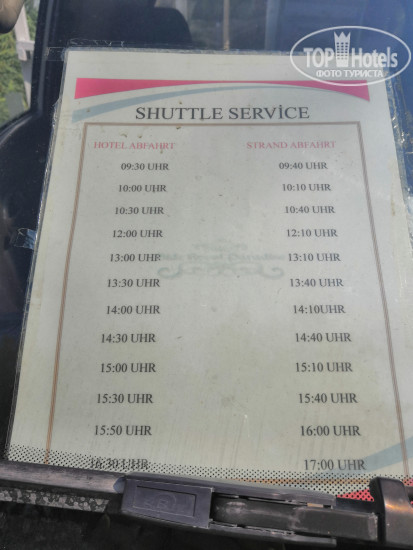 TOP Hotels
ФОТО ТУРИСТА
SHUTTLE SERVİCE
HOTEL ABFAHRT STRAND ABFAHRT
09:30 UHR 09:40 UHR
10:00 UHR 10:10 UHR
10:30 UHR 10:40 UHR
12:00 UHR 12:10 UHR
13:00 UHR 13:10 UHR
13:30 UHR 13:40 UHR
14:00 UHR 14:10UHR
14:30 UHR 14:40 UHR
15:00 UHR 15:10 UHR
15:30 UHR 15:40 UHR
15:50 UHR 16:00 UHR
16:30 UHR 17:00 UHR